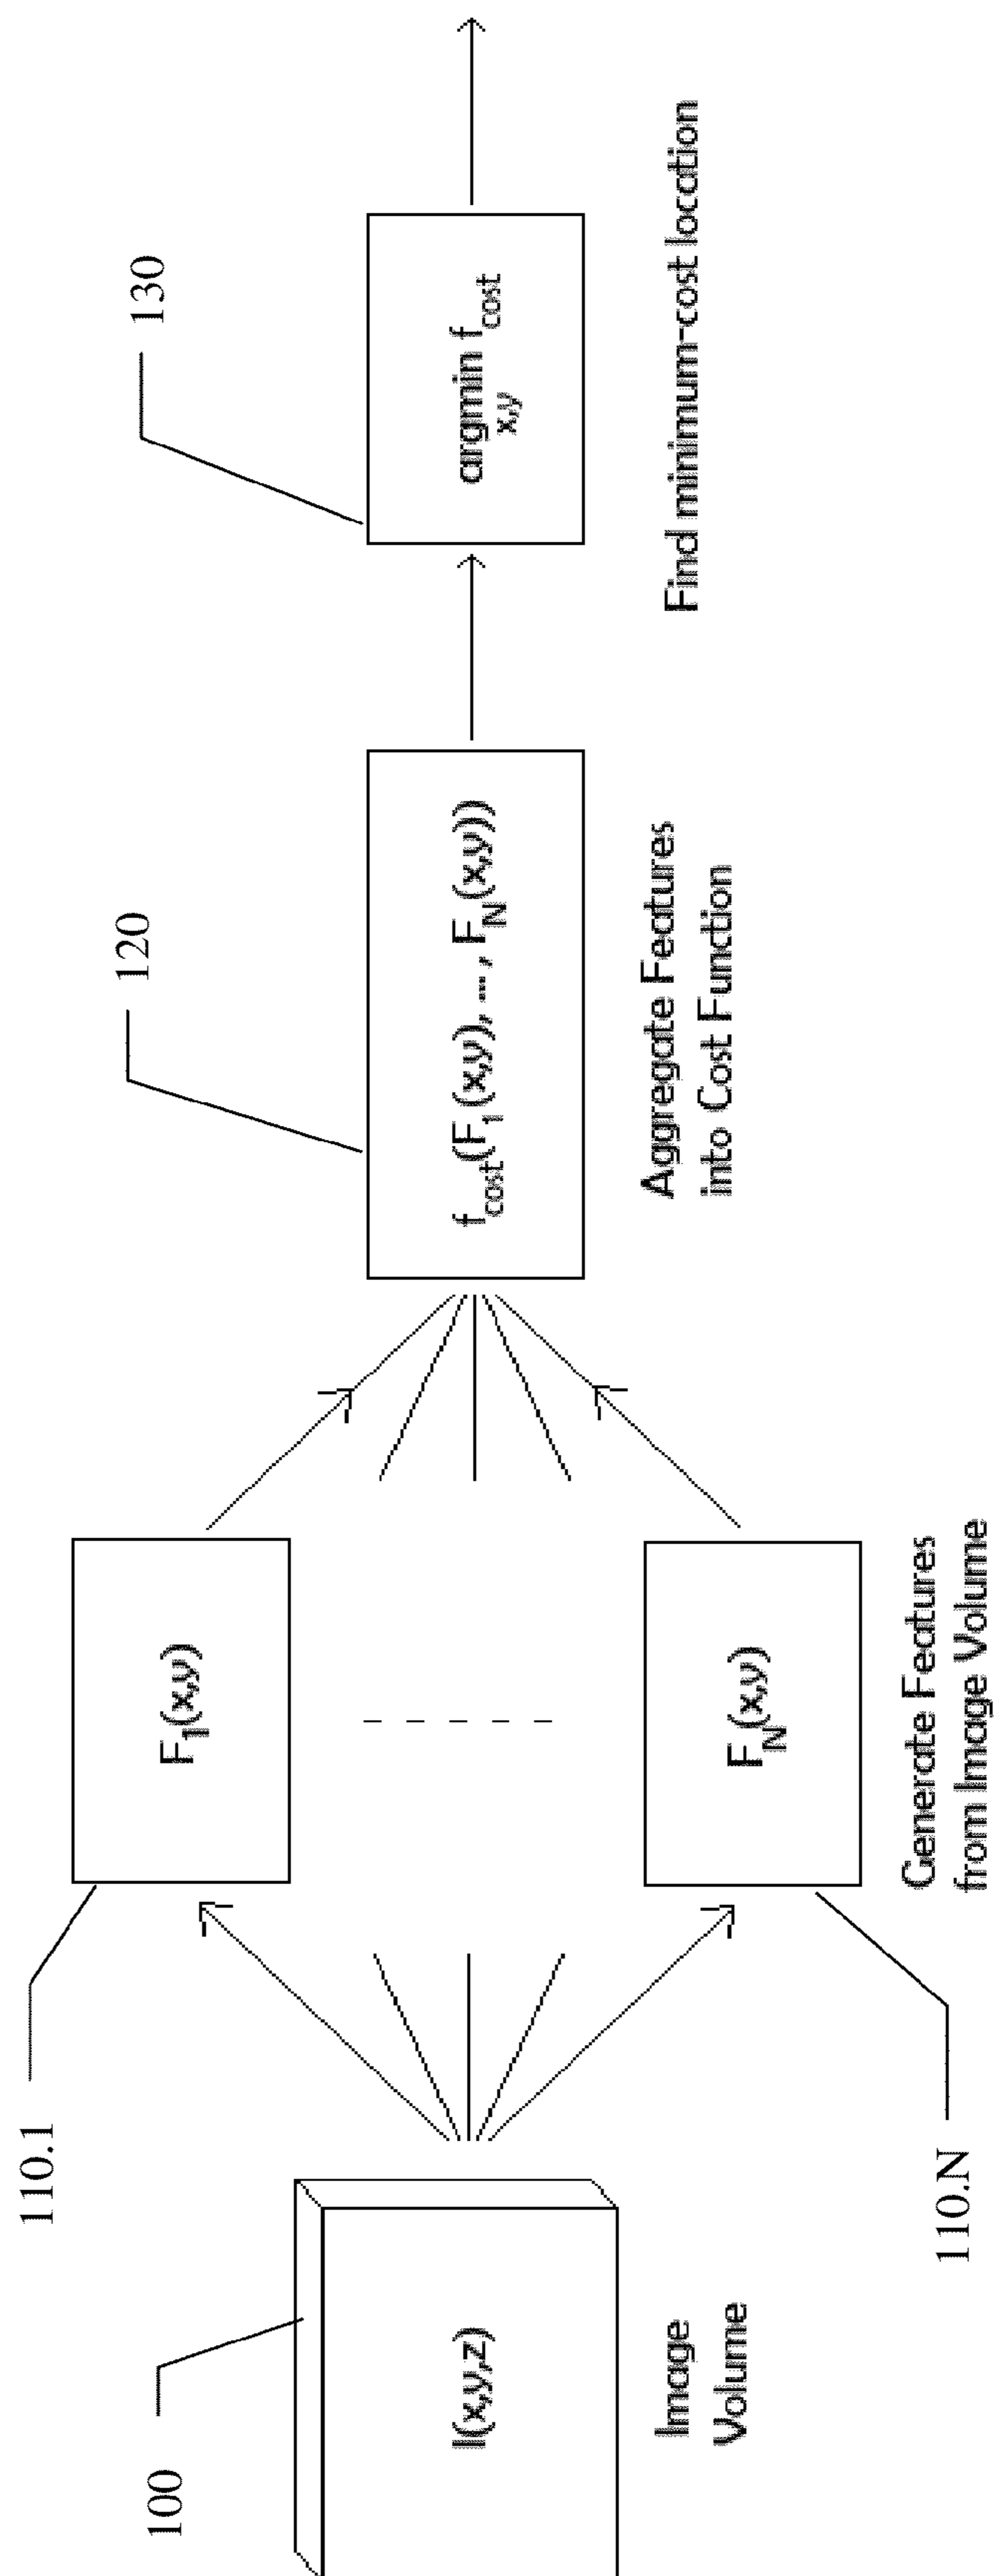 100
I(x,y,z)
Image
Volume
110.1
F1(x,y)
FN(x,y)
110.N
Generate Features
from Image Volume
120
fcost(F1(x,y), ..., FN(x,y))
Aggregate Features
into Cost Function
130
argmin fcost
x,y
Find minimum-cost location